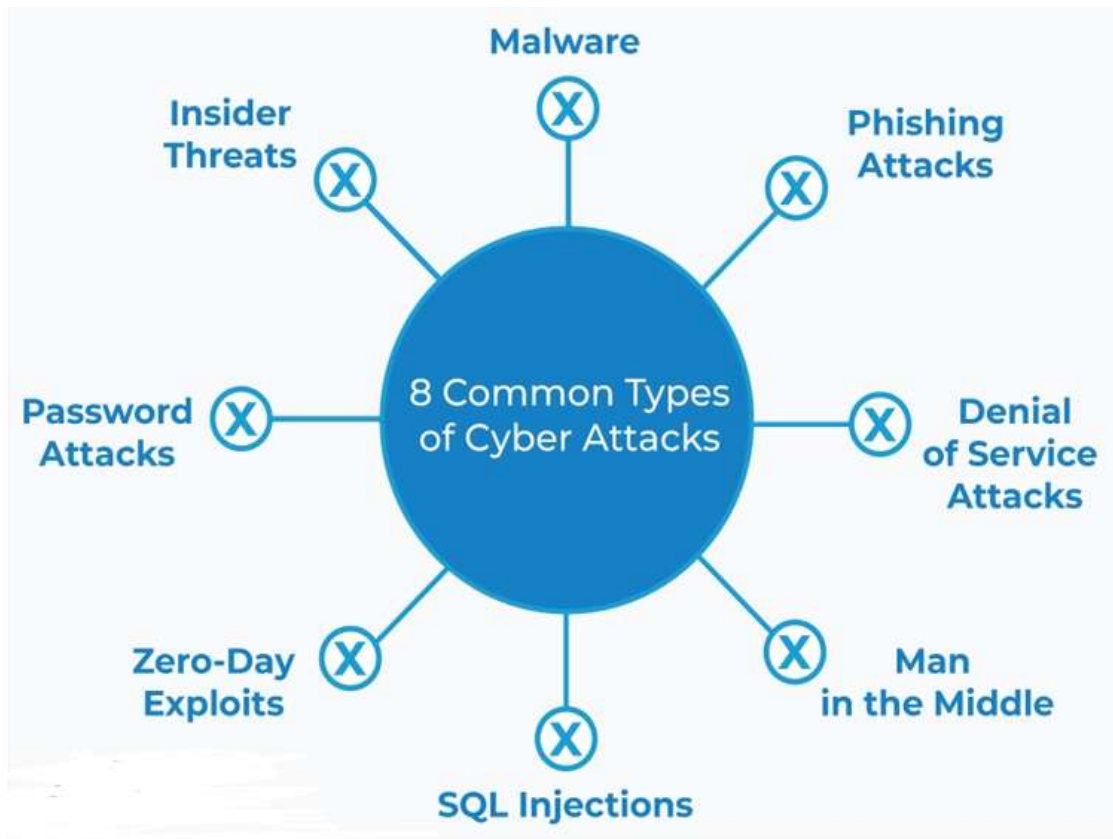 Malware
Phishing
Attacks
Denial
of Service
Attacks
Man
in the Middle
SQL Injections
Zero-Day
Exploits
Password
Attacks
Insider
Threats
8 Common Types
of Cyber Attacks
X
X
X
X
X
X
X
X